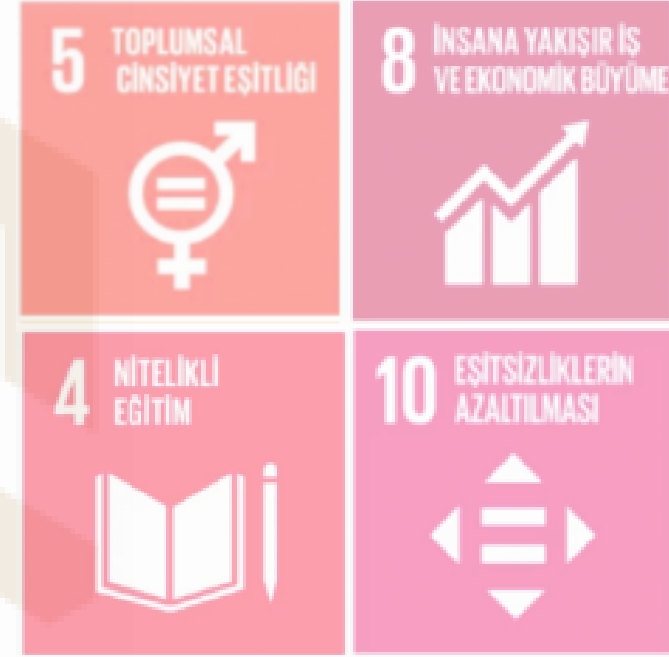 5 TOPLUMSAL
CİNSİYET EŞİTLİĞİ
8 İNSANA YAKIŞIR İŞ
VE EKONOMİK BÜYÜME
4 NİTELİKLİ
EĞİTİM
10 EŞİTSİZLİKLERİN
AZALTILMASI